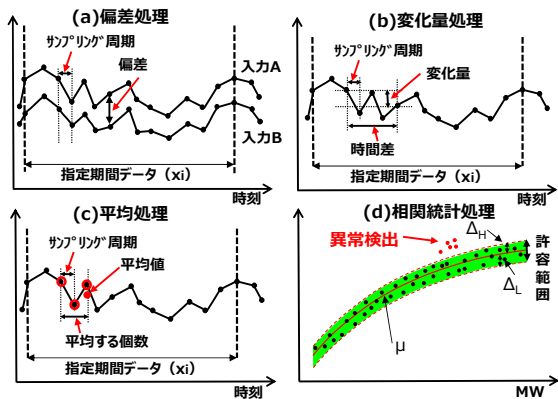 (a)偏差処理
ｻﾝﾌﾟﾘﾝｸﾞ周期
偏差
入力A
入力B
指定期間データ（xi）
時刻
(b)変化量処理
ｻﾝﾌﾟﾘﾝｸﾞ周期
変化量
時間差
指定期間データ（xi）
時刻
(c)平均処理
ｻﾝﾌﾟﾘﾝｸﾞ周期
平均値
平均する個数
指定期間データ（xi）
時刻
(d)相関統計処理
異常検出
ΔH
許容範囲
ΔL
μ
MW